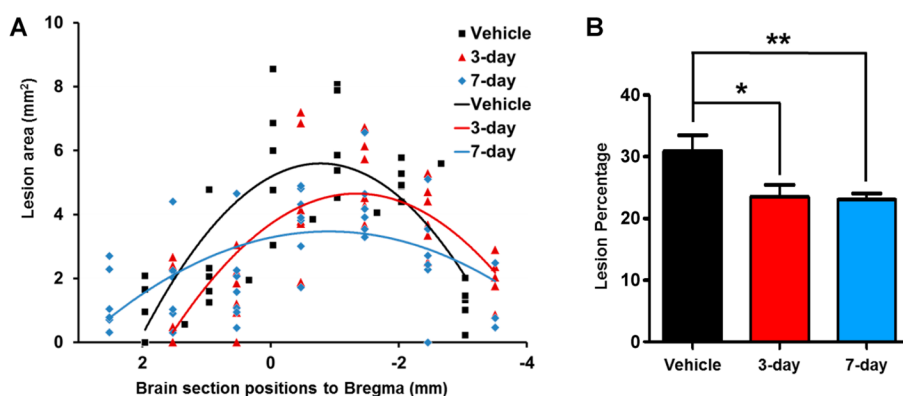 A
Lesion area (mm²)
10
8
6
4
2
0
2
0
-2
-4
Brain section positions to Bregma (mm)
Vehicle
3-day
7-day
Vehicle
3-day
7-day
B
Lesion Percentage
40
30
20
10
0
*
**
Vehicle
3-day
7-day